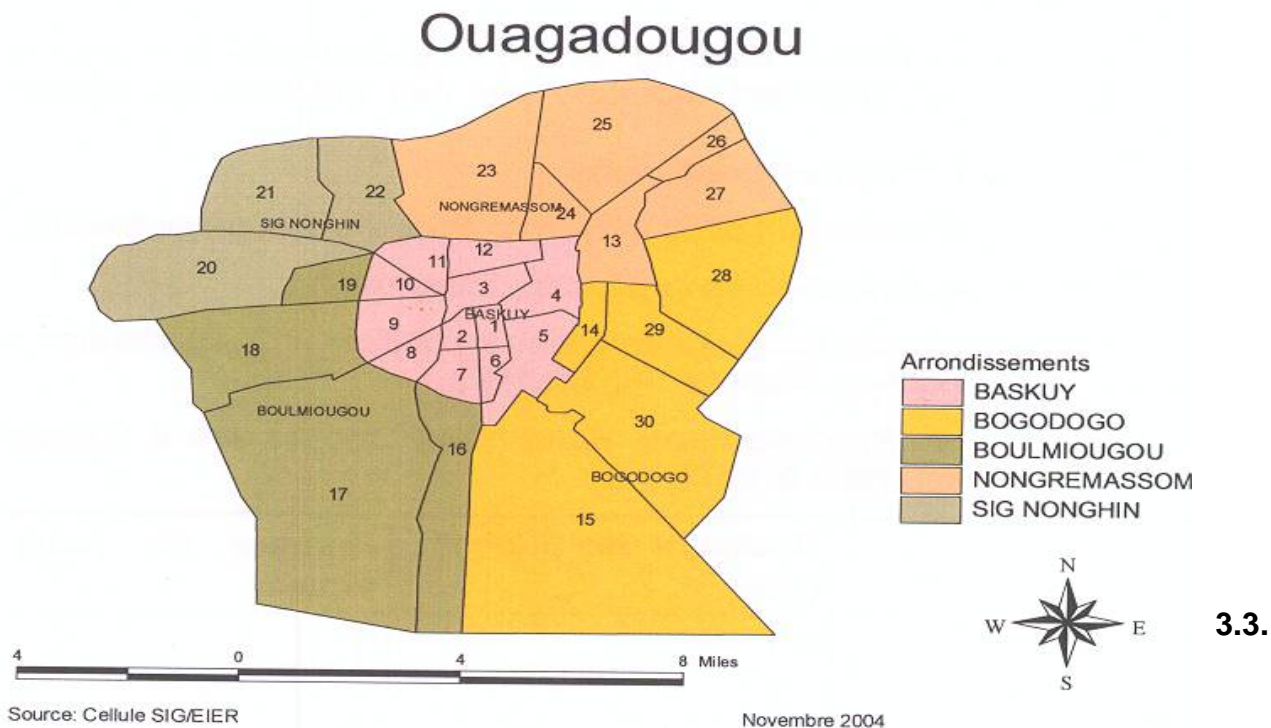 Ouagadougou
25
26
23
21
22
27
NONGREMASSOM
24
SIG NONGHIN
13
12
11
20
28
19
10
3
4
BASKUY
9
1
14
29
2
5
18
8
6
7
BOULMIOUGOU
30
16
BOGODOGO
17
15
Arrondissements
BASKUY
BOGODOGO
BOULMIOUGOU
NONGREMASSOM
SIG NONGHIN
N
W E
S
3.3.
4 0 4 8 Miles
Source: Cellule SIG/EIER
Novembre 2004